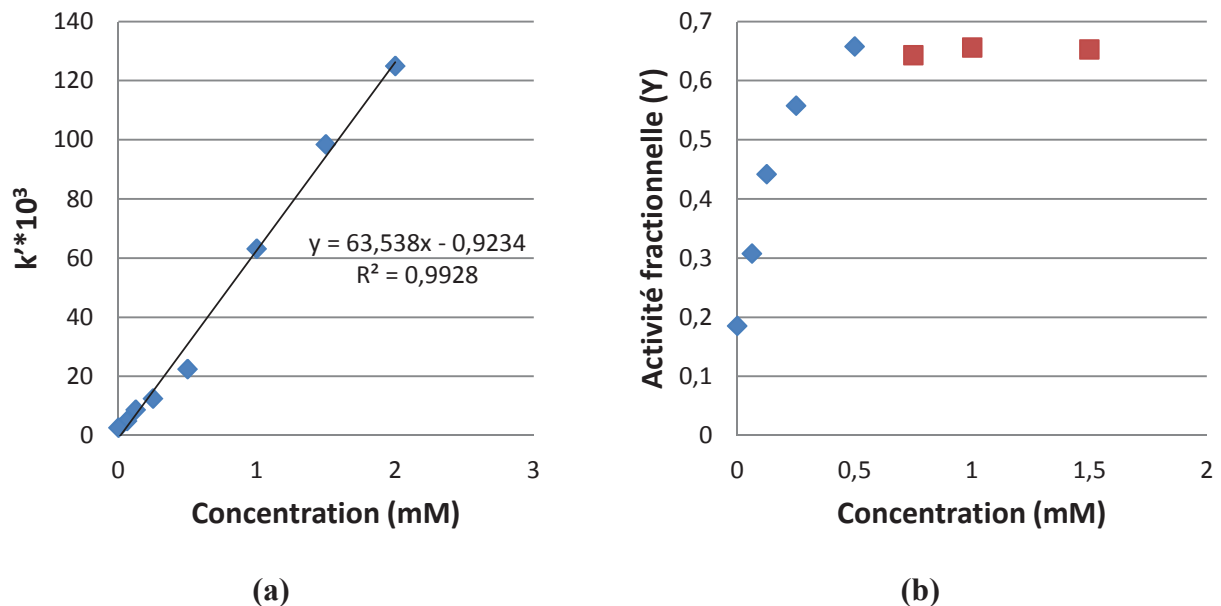 140
120
100
80
60
40
20
0
k’*10³
y = 63,538x - 0,9234
R² = 0,9928
0 1 2 3
Concentration (mM)
(a)
0,7
0,6
0,5
0,4
0,3
0,2
0,1
0
Activité fractionnelle (Y)
0 0,5 1 1,5 2
Concentration (mM)
(b)